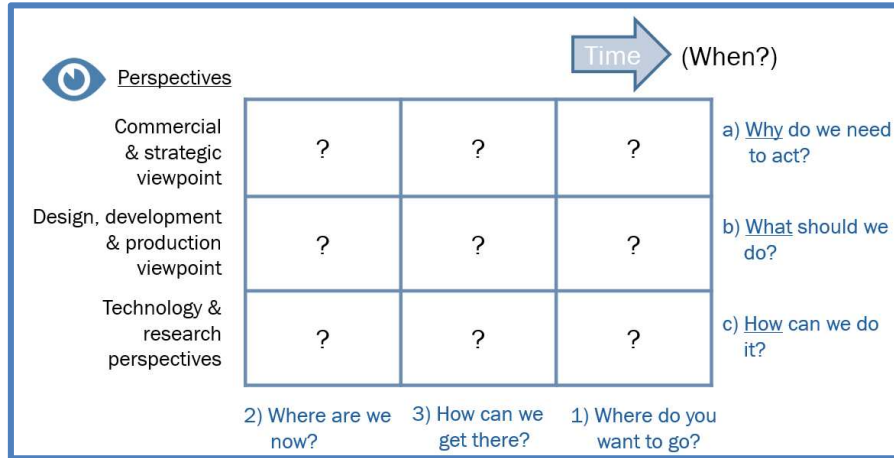 Time (When?)
Perspectives
Commercial
& strategic
viewpoint
? ? ?
a) Why do we need
to act?
Design, development
& production
viewpoint
? ? ?
b) What should we
do?
Technology &
research
perspectives
? ? ?
c) How can we do
it?
2) Where are we
now?
3) How can we
get there?
1) Where do you
want to go?